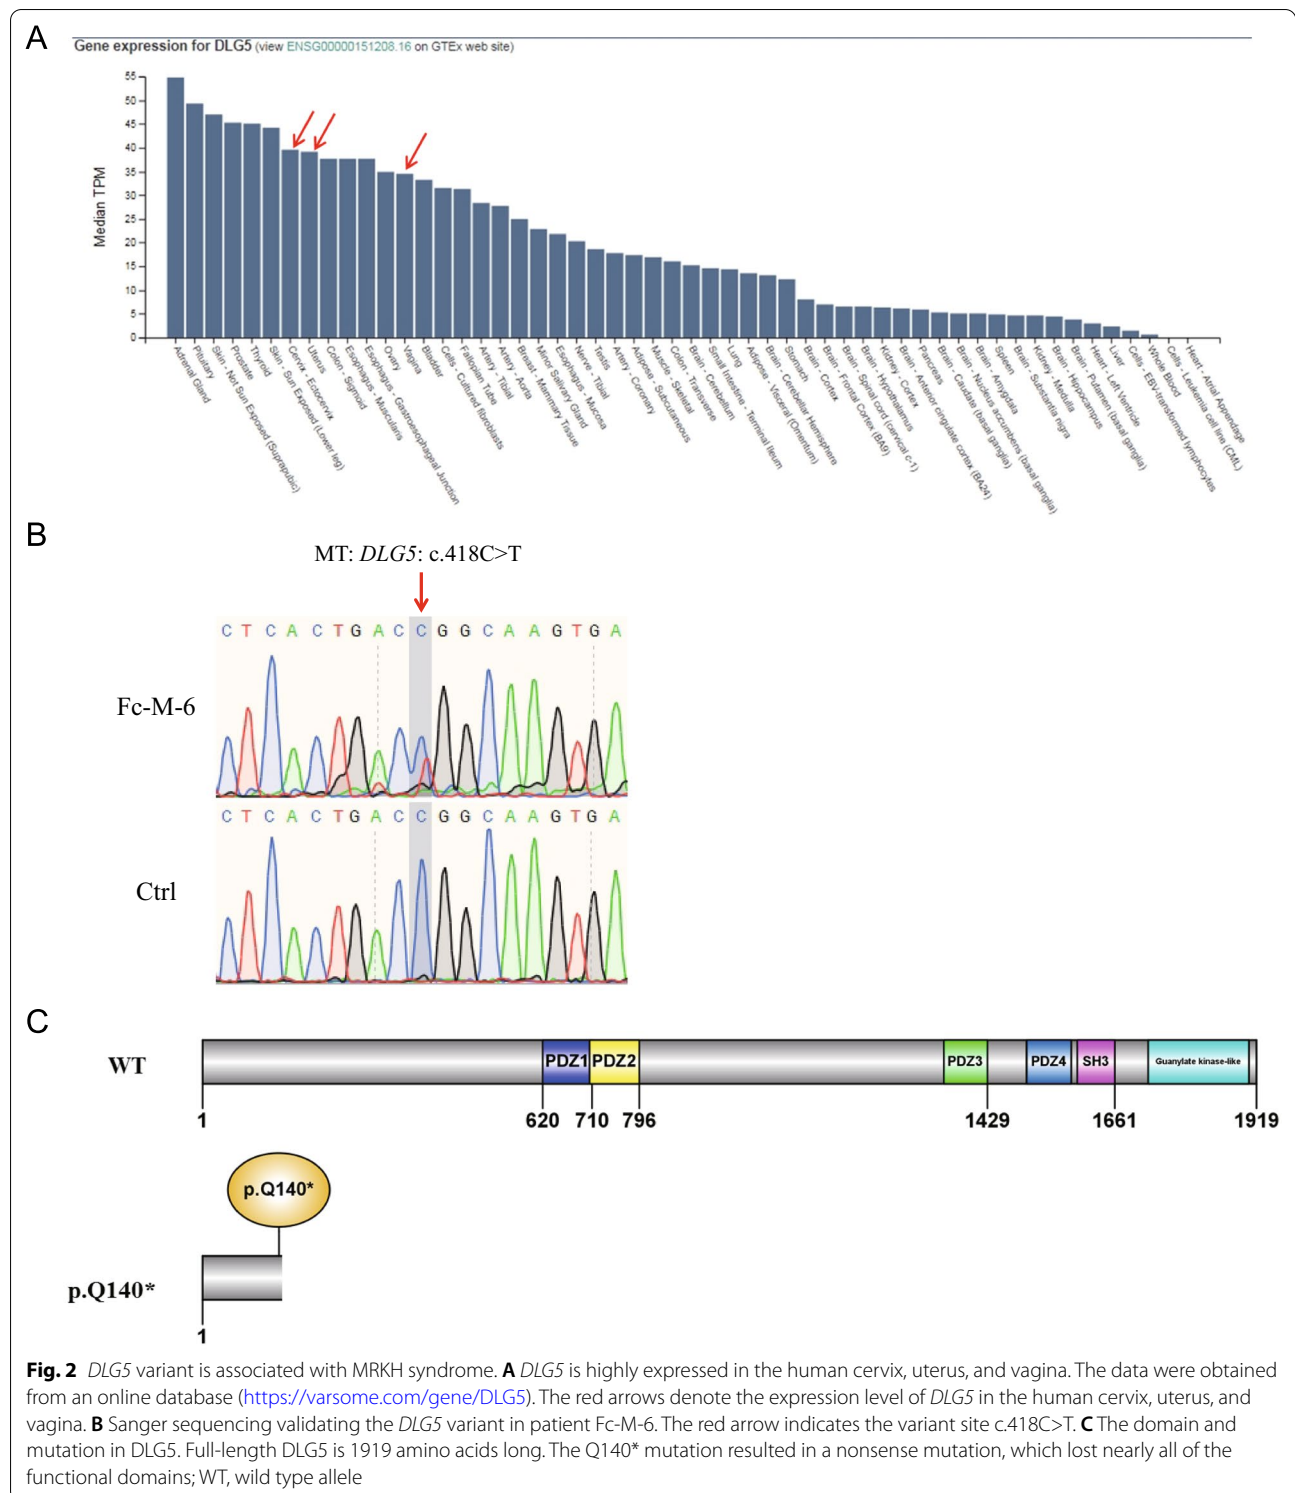 A
Gene expression for DLG5 (view ENSG00000151208.16 on GTEx web site)
Median TPM
55
50
45
40
35
30
25
20
15
10
5
0
Adrenal Gland
Pituitary
Skin - Not Sun Exposed (Suprapubic)
Prostate
Thyroid
Skin - Sun Exposed (Lower leg)
Cervix - Ectocervix
Uterus
Colon - Sigmoid
Esophagus - Muscularis
Esophagus - Gastroesophageal Junction
Ovary
Vagina
Bladder
Cells - Cultured fibroblasts
Fallopian Tube
Artery - Tibial
Artery - Aorta
Breast - Mammary Tissue
Minor Salivary Gland
Esophagus - Mucosa
Nerve - Tibial
Testis
Artery - Coronary
Adipose - Subcutaneous
Muscle - Skeletal
Colon - Transverse
Brain - Cerebellum
Small Intestine - Terminal Ileum
Lung
Adipose - Visceral (Omentum)
Brain - Cerebellar Hemisphere
Stomach
Brain - Cortex
Brain - Frontal Cortex (BA9)
Brain - Spinal cord (cervical c-1)
Brain - Hypothalamus
Kidney - Cortex
Brain - Anterior cingulate cortex (BA24)
Pancreas
Brain - Caudate (basal ganglia)
Brain - Nucleus accumbens (basal ganglia)
Brain - Amygdala
Spleen
Brain - Substantia nigra
Kidney - Medulla
Brain - Hippocampus
Brain - Putamen (basal ganglia)
Heart - Left Ventricle
Liver
Cells - EBV-transformed lymphocytes
Whole Blood
Cells - Leukemia cell line (CML)
Heart - Atrial Appendage
B
MT: DLG5: c.418C>T
C T C A C T G A C C G G C A A G T G A
Fc-M-6
C T C A C T G A C C G G C A A G T G A
Ctrl
C
WT
PDZ1 PDZ2 PDZ3 PDZ4 SH3 Guanylate kinase-like
1 620 710 796 1429 1661 1919
p.Q140*
p.Q140*
1
Fig. 2 DLG5 variant is associated with MRKH syndrome. A DLG5 is highly expressed in the human cervix, uterus, and vagina. The data were obtained
from an online database (https://varsome.com/gene/DLG5). The red arrows denote the expression level of DLG5 in the human cervix, uterus, and
vagina. B Sanger sequencing validating the DLG5 variant in patient Fc-M-6. The red arrow indicates the variant site c.418C>T. C The domain and
mutation in DLG5. Full-length DLG5 is 1919 amino acids long. The Q140* mutation resulted in a nonsense mutation, which lost nearly all of the
functional domains; WT, wild type allele